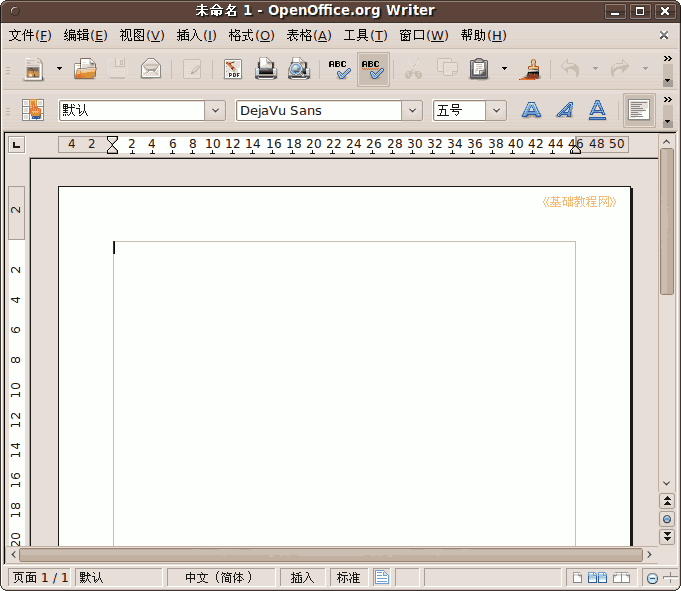 未命名 1 - OpenOffice.org Writer
文件(F) 编辑(E) 视图(V) 插入(I) 格式(O) 表格(A) 工具(T) 窗口(W) 帮助(H)
PDF ABC ABC
默认 DejaVu Sans 五号 A A A
4 2 2 4 6 8 10 12 14 16 18 20 22 24 26 28 30 32 34 36 38 40 42 44 46 48 50
《基础教程网》
2
2
4
6
8
10
12
14
16
18
20
页面 1 / 1 默认 中文（简体） 插入 标准